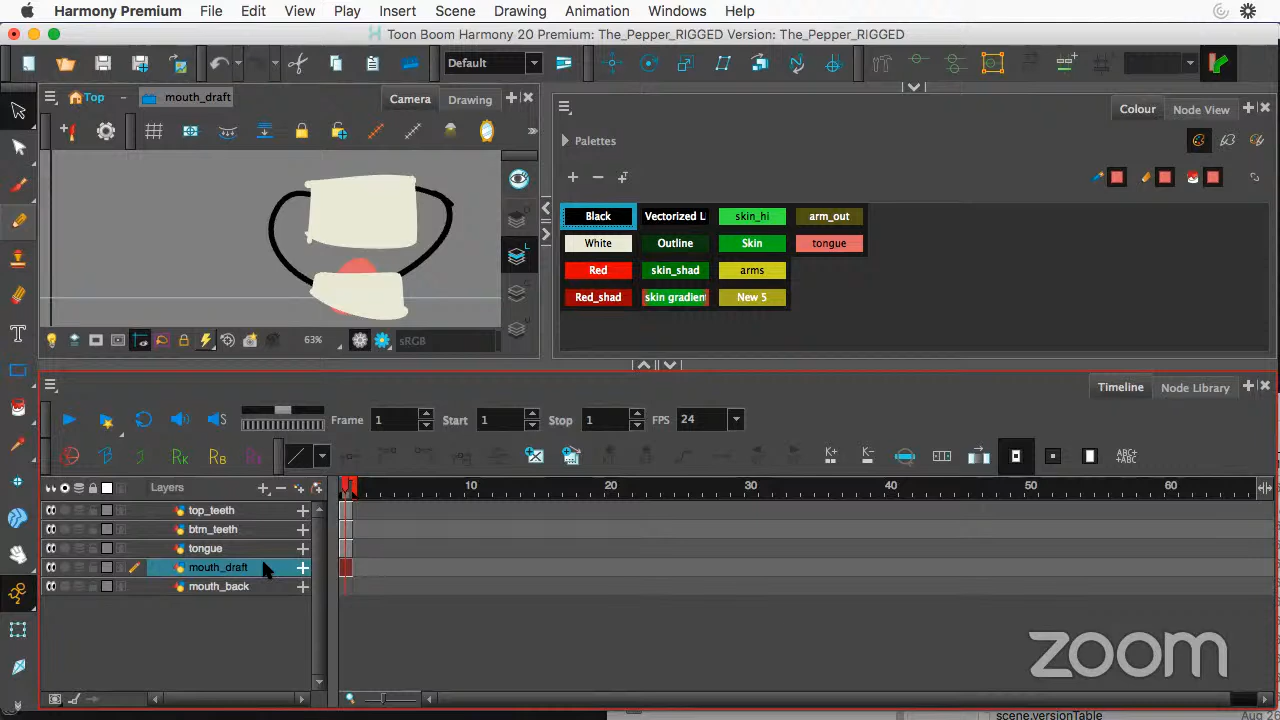 Harmony Premium File Edit View Play Insert Scene Drawing Animation Windows Help
Toon Boom Harmony 20 Premium: The_Pepper_RIGGED Version: The_Pepper_RIGGED
Default
Top mouth_draft Camera Drawing
Colour Node View
Palettes
Black Vectorized L skin_hi arm_out
White Outline Skin tongue
Red skin_shad arms
Red_shad skin gradient New 5
63% sRGB
Timeline Node Library
Frame 1 Start 1 Stop 1 FPS 24
Layers 10 20 30 40 50 60
top_teeth
btm_teeth
tongue
mouth_draft
mouth_back
zoom
scene.versionTable Aug 26